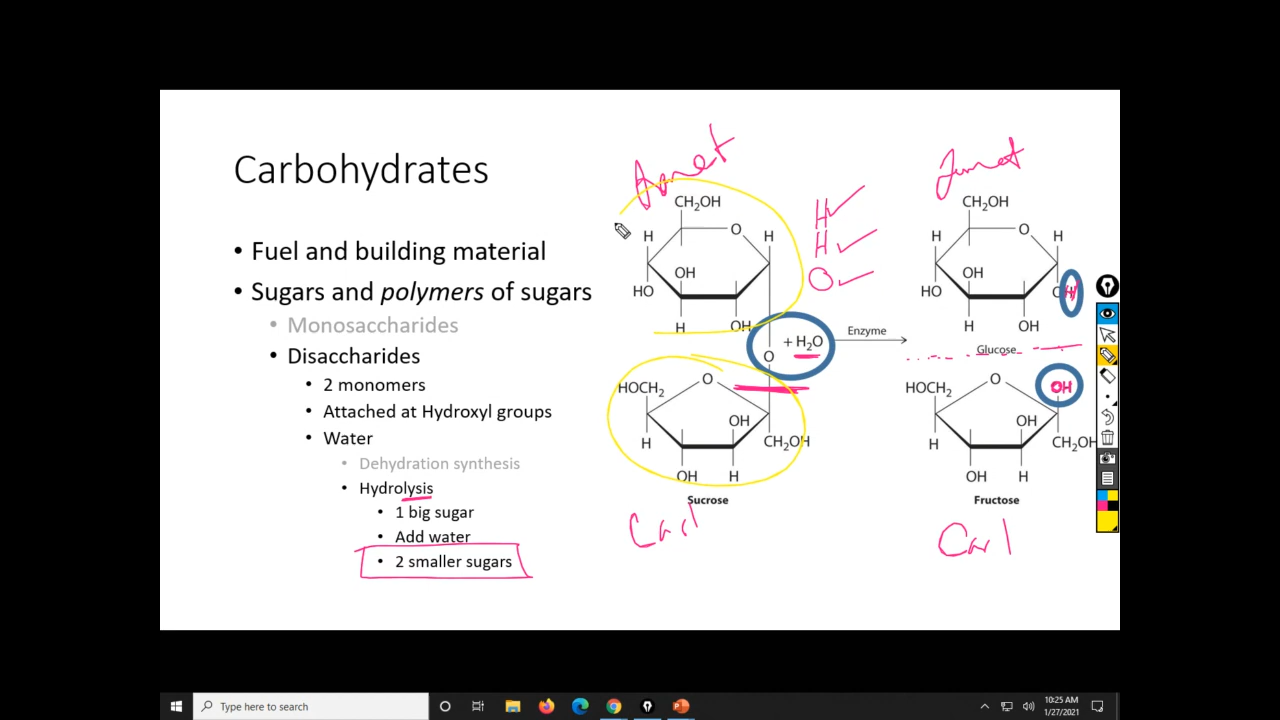 Carbohydrates
• Fuel and building material
• Sugars and polymers of sugars
• Monosaccharides
• Disaccharides
• 2 monomers
• Attached at Hydroxyl groups
• Water
• Dehydration synthesis
• Hydrolysis
• 1 big sugar
• Add water
• 2 smaller sugars
CH₂OH
H
O
H
OH
HO
H
OH
H
H
O
+ H₂O
O
Enzyme
HOCH₂
O
OH
H
CH₂OH
OH
H
Sucrose
Carl
CH₂OH
H
O
H
OH
HO
OH
H
OH
Glucose
HOCH₂
O
OH
OH
H
CH₂OH
OH
H
Fructose
Carl
Type here to search
10:25 AM
1/27/2021